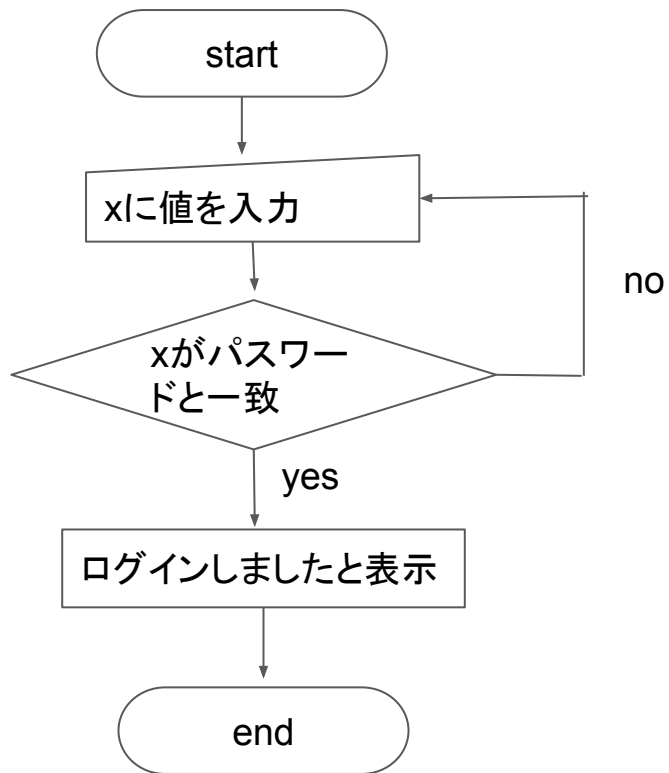 start
xに値を入力
no
xがパスワー
ドと一致
yes
ログインしましたと表示
end